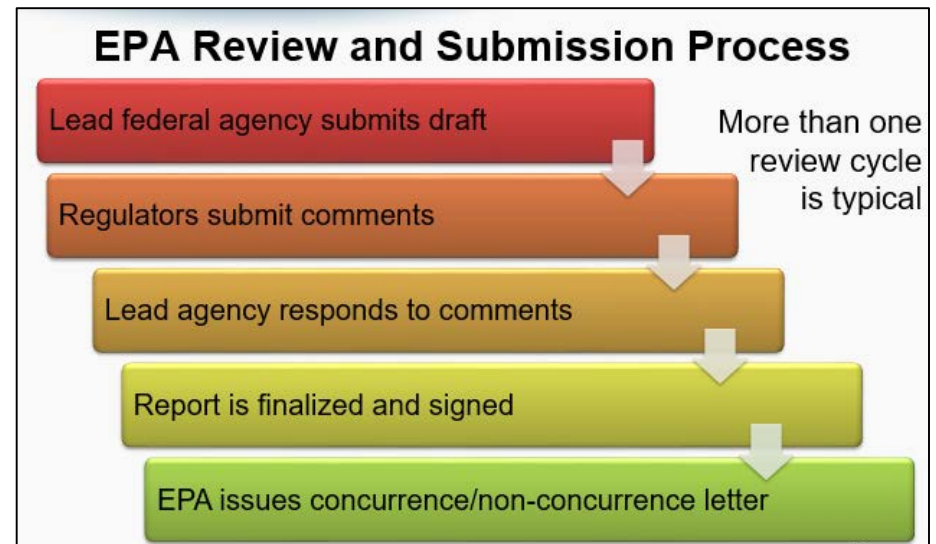 EPA Review and Submission Process
Lead federal agency submits draft
More than one
review cycle
is typical
Regulators submit comments
Lead agency responds to comments
Report is finalized and signed
EPA issues concurrence/non-concurrence letter